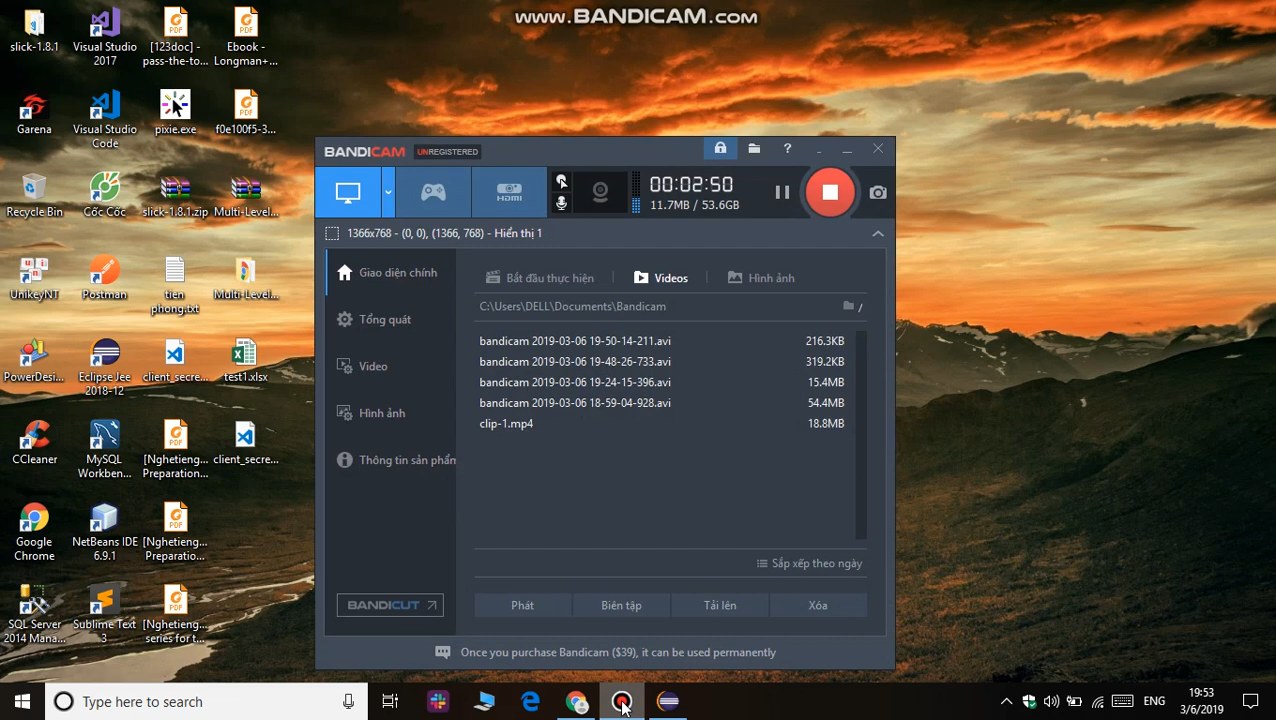 www.BANDICAM.com
slick-1.8.1
Visual Studio 2017
[123doc] - pass-the-to...
Ebook - Longman+...
Garena
Visual Studio Code
pixie.exe
f0e100f5-3...
Recycle Bin
Cốc Cốc
slick-1.8.1.zip
Multi-Level...
UnikeyNT
Postman
tien phong.txt
Multi-Level...
PowerDesi...
Eclipse Jee 2018-12
client_secre...
test1.xlsx
CCleaner
MySQL Workben...
[Nghetieng... Preparatio...
client_secre...
Google Chrome
NetBeans IDE 6.9.1
[Nghetieng... Preparatio...
SQL Server 2014 Mana...
Sublime Text 3
[Nghetieng... series for t...
BANDICAM UNREGISTERED
?
HDMI
00:02:50
11.7MB / 53.6GB
1366x768 - (0, 0), (1366, 768) - Hiển thị 1
Giao diện chính
Tổng quát
Video
Hình ảnh
Thông tin sản phẩm
BANDICUT
Bắt đầu thực hiện
Videos
Hình ảnh
C:\Users\DELL\Documents\Bandicam
/
bandicam 2019-03-06 19-50-14-211.avi 216.3KB
bandicam 2019-03-06 19-48-26-733.avi 319.2KB
bandicam 2019-03-06 19-24-15-396.avi 15.4MB
bandicam 2019-03-06 18-59-04-928.avi 54.4MB
clip-1.mp4 18.8MB
Sắp xếp theo ngày
Phát
Biên tập
Tải lên
Xóa
Once you purchase Bandicam ($39), it can be used permanently
Type here to search
ENG
19:53
3/6/2019